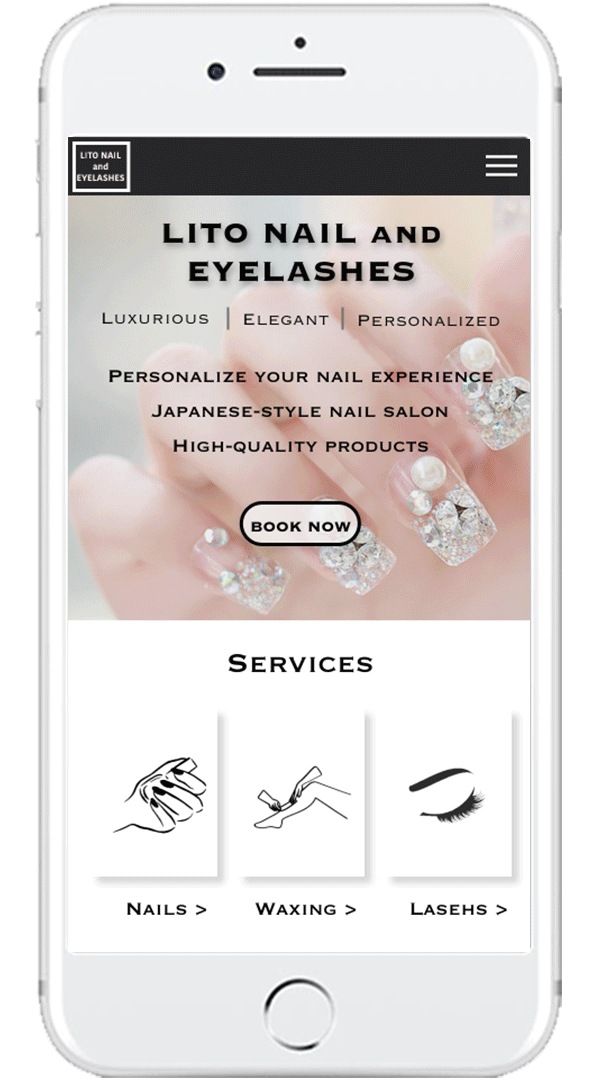 LITO NAIL
and
EYELASHES
LITO NAIL AND
EYELASHES
LUXURIOUS | ELEGANT | PERSONALIZED
PERSONALIZE YOUR NAIL EXPERIENCE
JAPANESE-STYLE NAIL SALON
HIGH-QUALITY PRODUCTS
BOOK NOW
SERVICES
NAILS > WAXING > LASEHS >